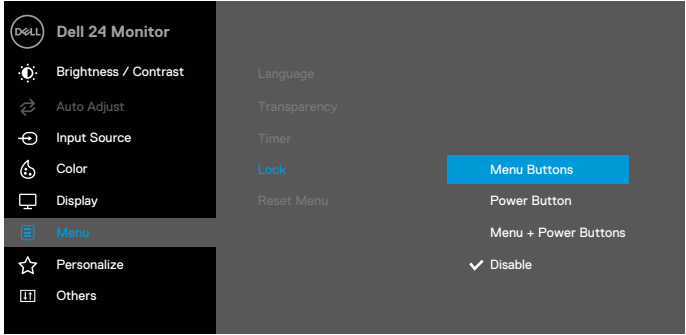 DELL
Dell 24 Monitor
Brightness / Contrast
Auto Adjust
Input Source
Color
Display
Menu
Personalize
Others
Language
Transparency
Timer
Lock
Reset Menu
Menu Buttons
Power Button
Menu + Power Buttons
Disable